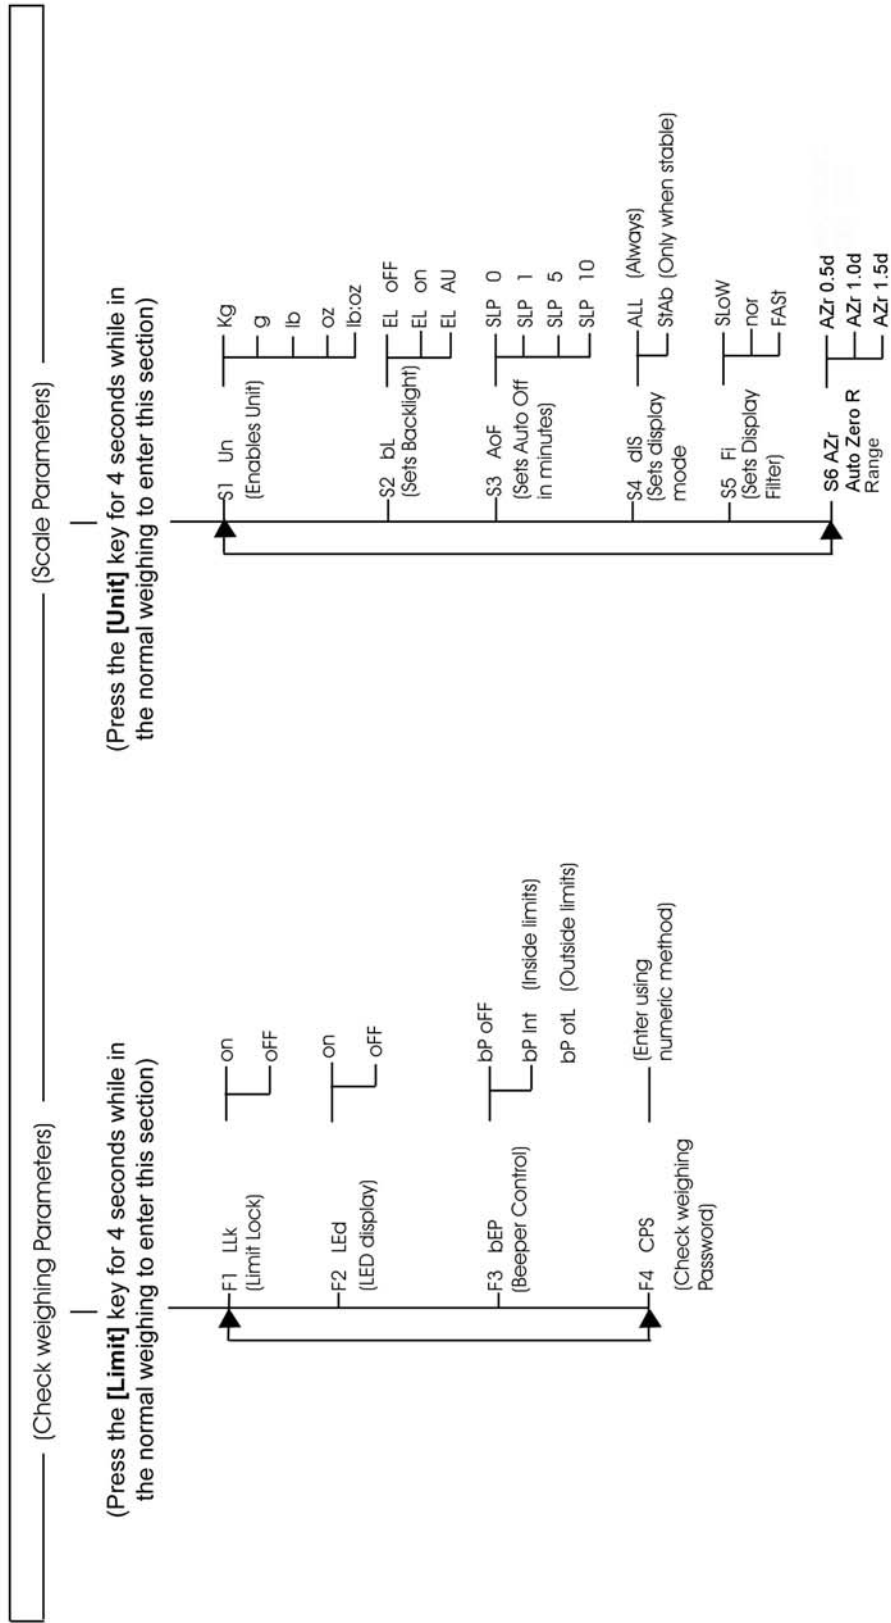 (Check weighing Parameters)
(Press the [Limit] key for 4 seconds while in
the normal weighing to enter this section)
F1 LLk
(Limit Lock)
on
oFF
F2 LEd
(LED display)
on
oFF
F3 bEP
(Beeper Control)
bP oFF
bP Int (Inside limits)
bP otL (Outside limits)
F4 CPS
(Check weighing
Password)
(Enter using
numeric method)
(Scale Parameters)
(Press the [Unit] key for 4 seconds while in
the normal weighing to enter this section)
S1 Un
(Enables Unit)
Kg
g
lb
oz
lb:oz
S2 bL
(Sets Backlight)
EL oFF
EL on
EL AU
S3 AoF
(Sets Auto Off
in minutes)
SLP 0
SLP 1
SLP 5
SLP 10
S4 dIS
(Sets display
mode
ALL (Always)
StAb (Only when stable)
S5 Fi
(Sets Display
Filter)
SLoW
nor
FASt
S6 AZr
Auto Zero R
Range
AZr 0.5d
AZr 1.0d
AZr 1.5d